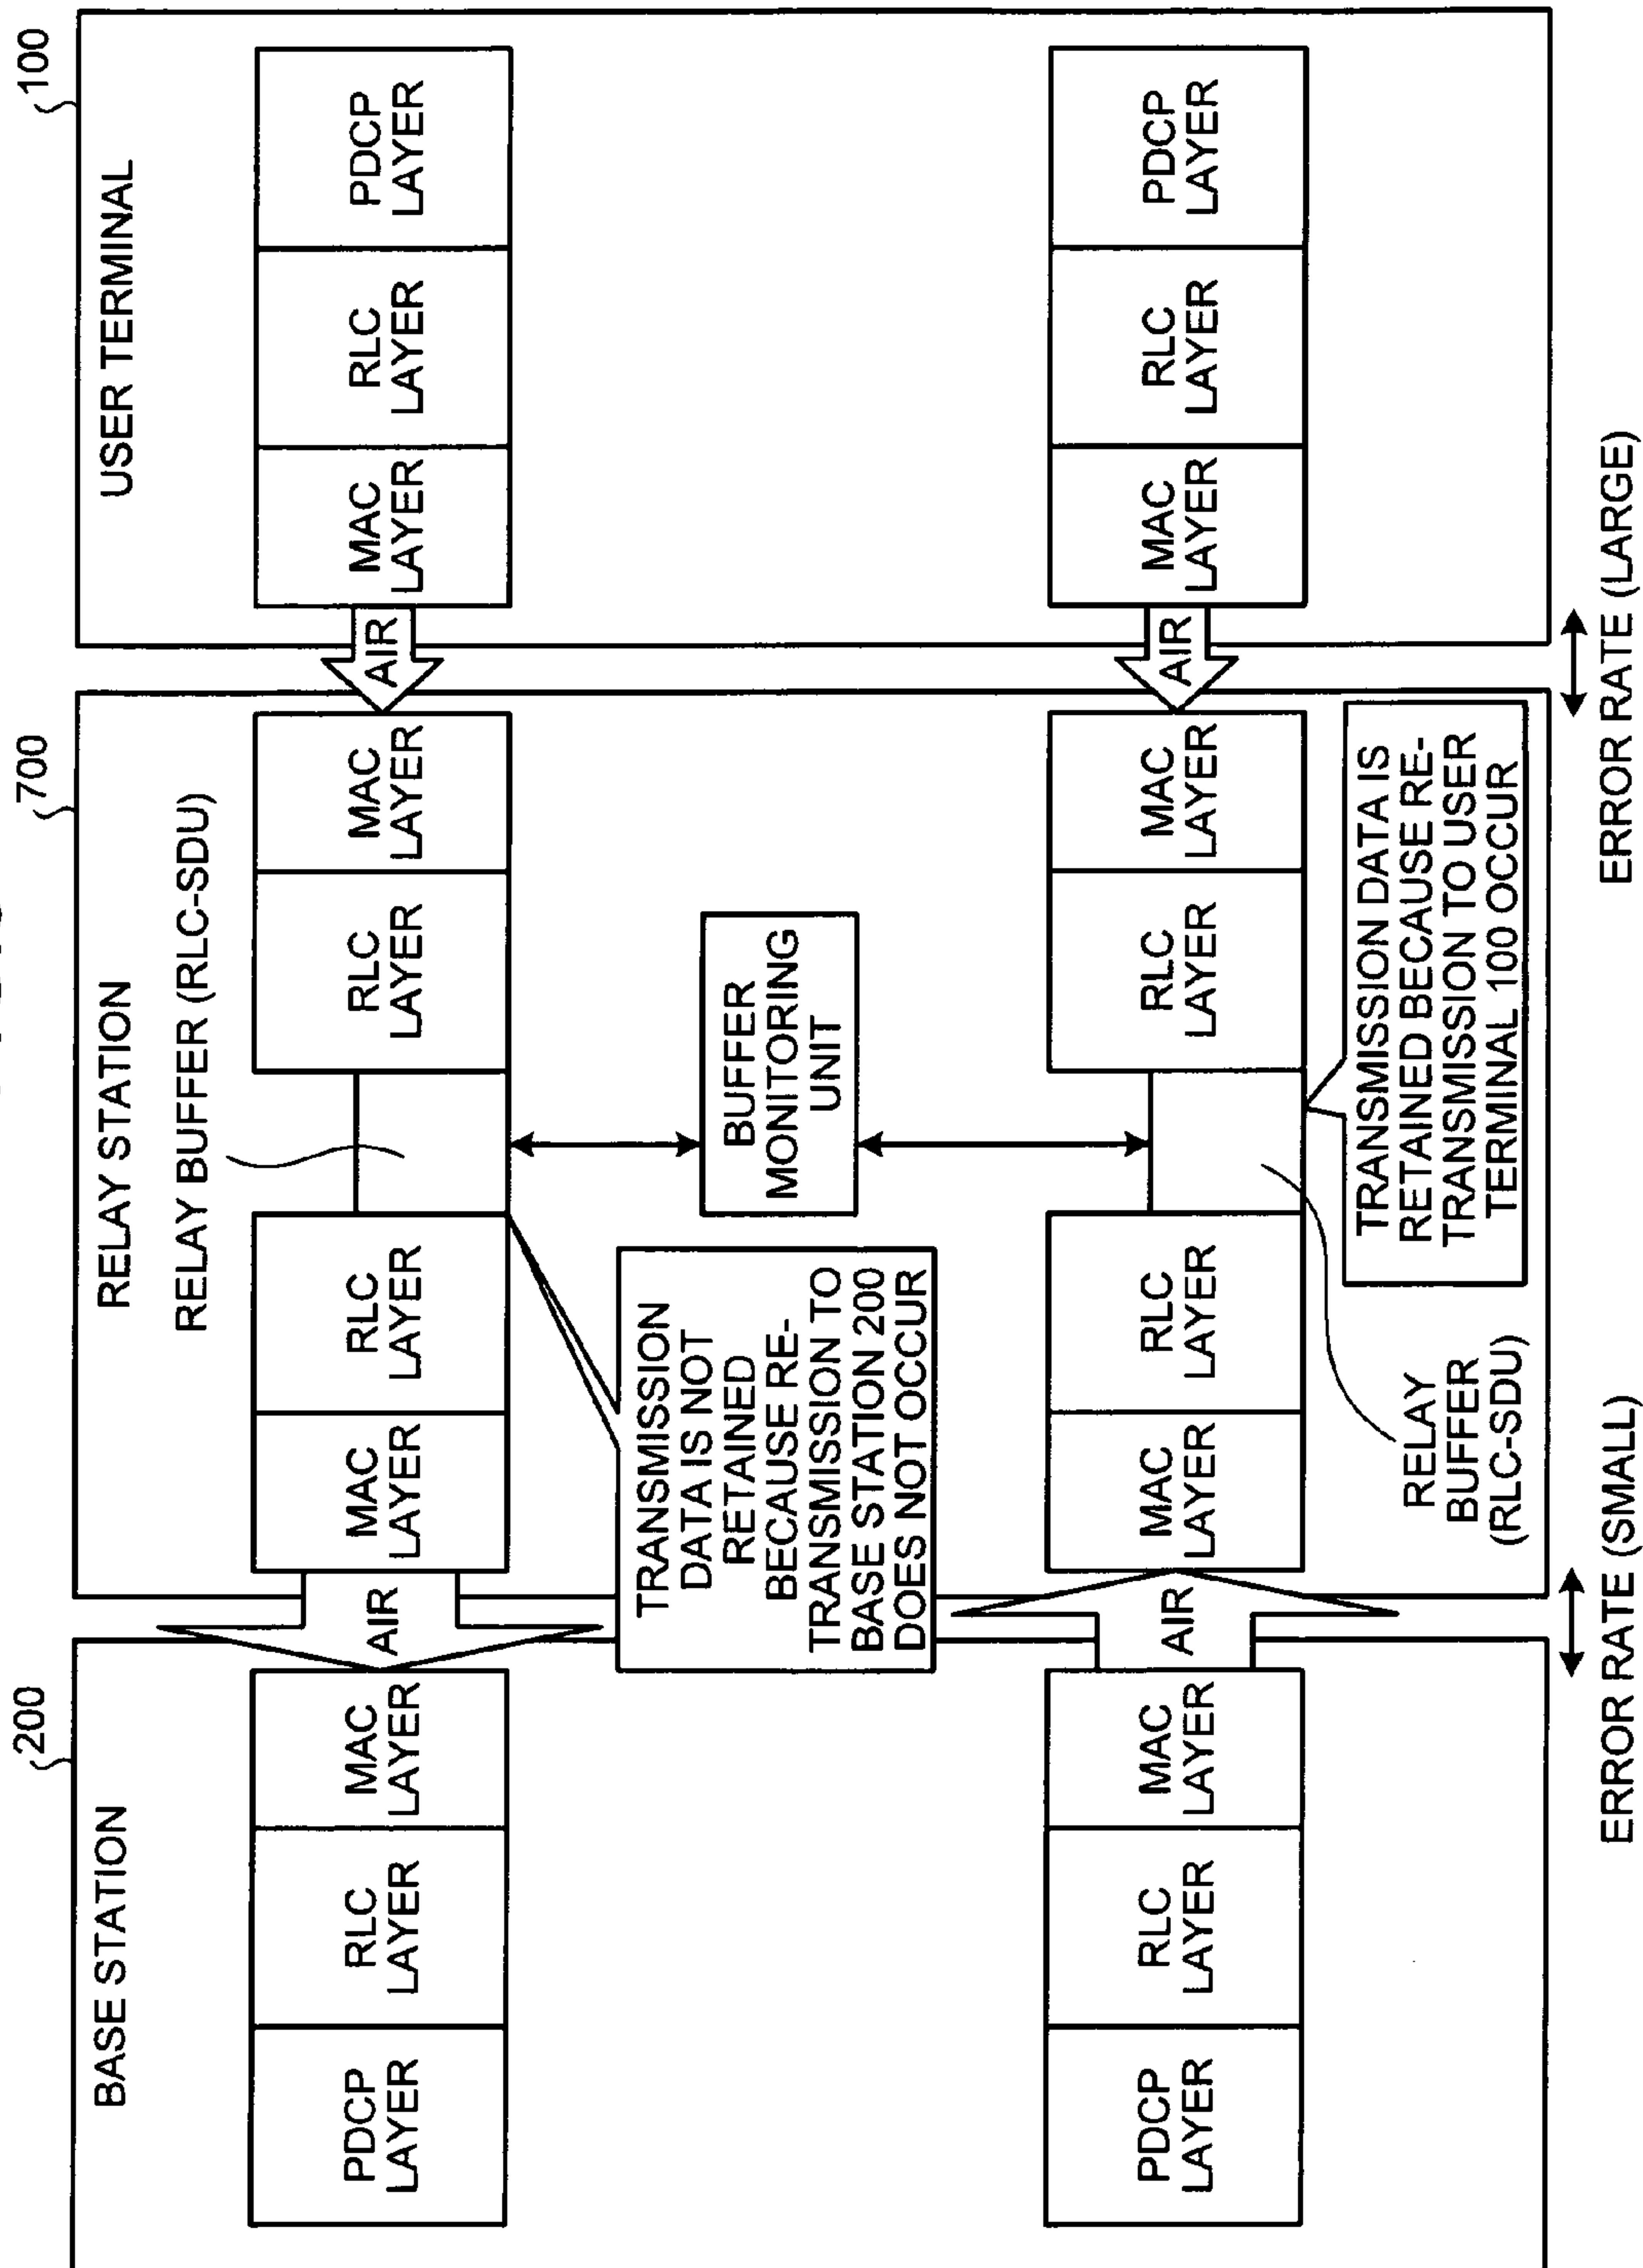 200
700
100
BASE STATION
RELAY STATION
USER TERMINAL
RELAY BUFFER (RLC-SDU)
PDCP
LAYER
RLC
LAYER
MAC
LAYER
AIR
MAC
LAYER
RLC
LAYER
RLC
LAYER
MAC
LAYER
AIR
MAC
LAYER
RLC
LAYER
PDCP
LAYER
TRANSMISSION
DATA IS NOT
RETAINED
BECAUSE RE-
TRANSMISSION TO
BASE STATION 200
DOES NOT OCCUR
BUFFER
MONITORING
UNIT
PDCP
LAYER
RLC
LAYER
MAC
LAYER
AIR
MAC
LAYER
RLC
LAYER
RLC
LAYER
MAC
LAYER
AIR
MAC
LAYER
RLC
LAYER
PDCP
LAYER
RELAY
BUFFER
(RLC-SDU)
TRANSMISSION DATA IS
RETAINED BECAUSE RE-
TRANSMISSION TO USER
TERMINAL 100 OCCUR
ERROR RATE (SMALL)
ERROR RATE (LARGE)